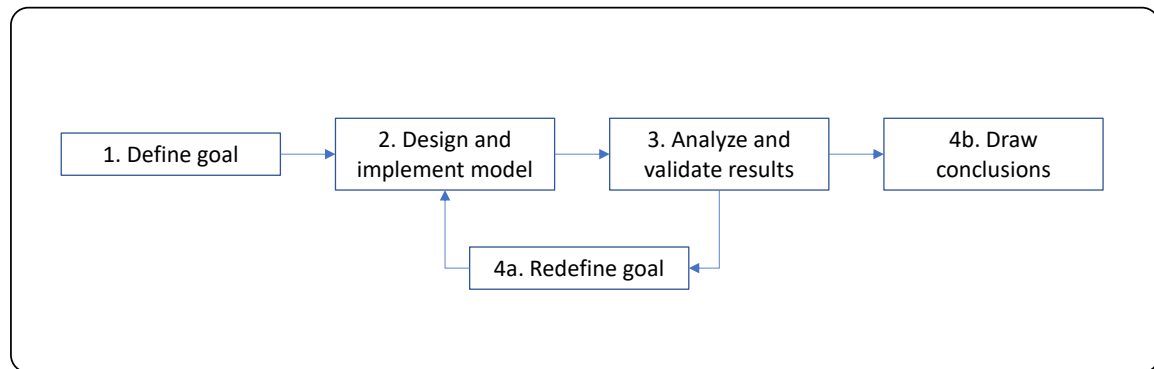 1. Define goal
2. Design and
implement model
3. Analyze and
validate results
4b. Draw
conclusions
4a. Redefine goal